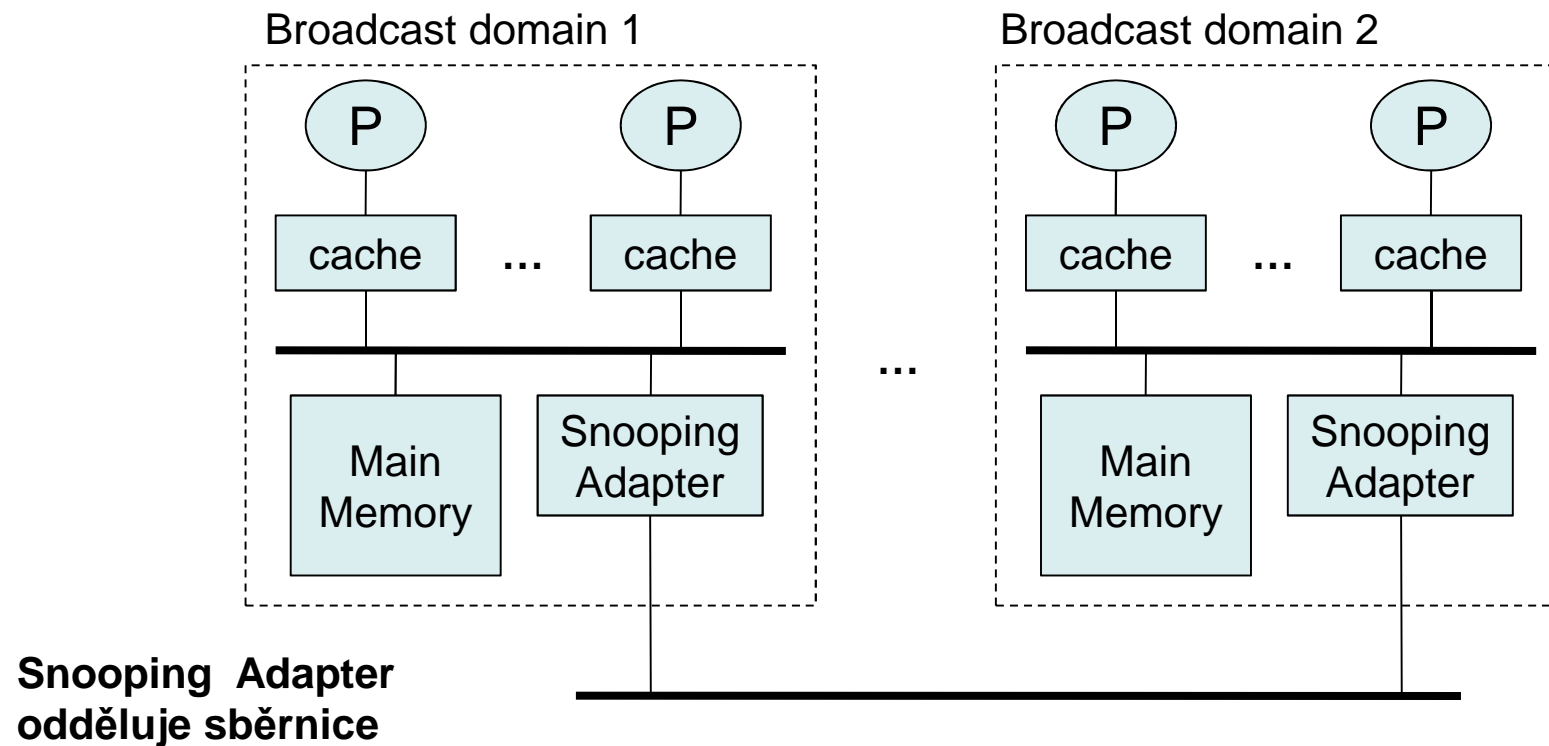 Broadcast domain 1
Broadcast domain 2
P
P
P
P
cache
...
cache
cache
...
cache
...
Main
Memory
Snooping
Adapter
Main
Memory
Snooping
Adapter
Snooping Adapter
odděluje sběrnice